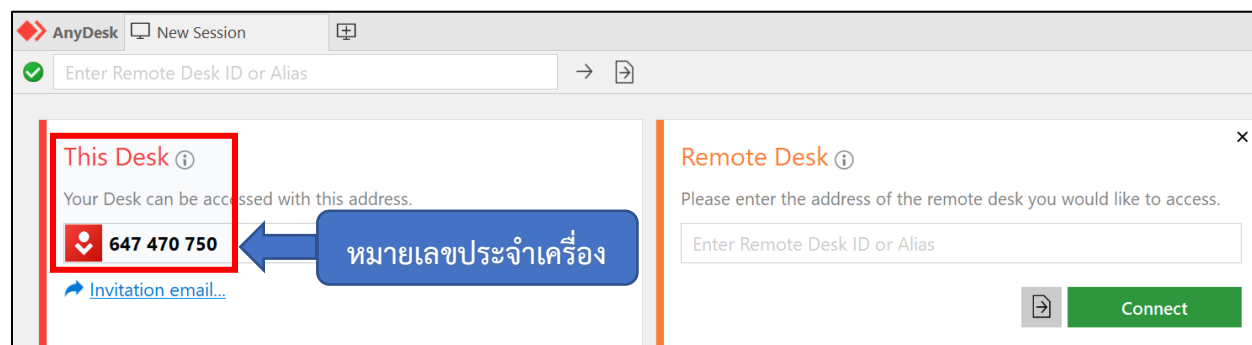 AnyDesk New Session
Enter Remote Desk ID or Alias
This Desk
Your Desk can be accessed with this address.
647 470 750
หมายเลขประจำเครื่อง
Invitation email...
Remote Desk
Please enter the address of the remote desk you would like to access.
Enter Remote Desk ID or Alias
Connect